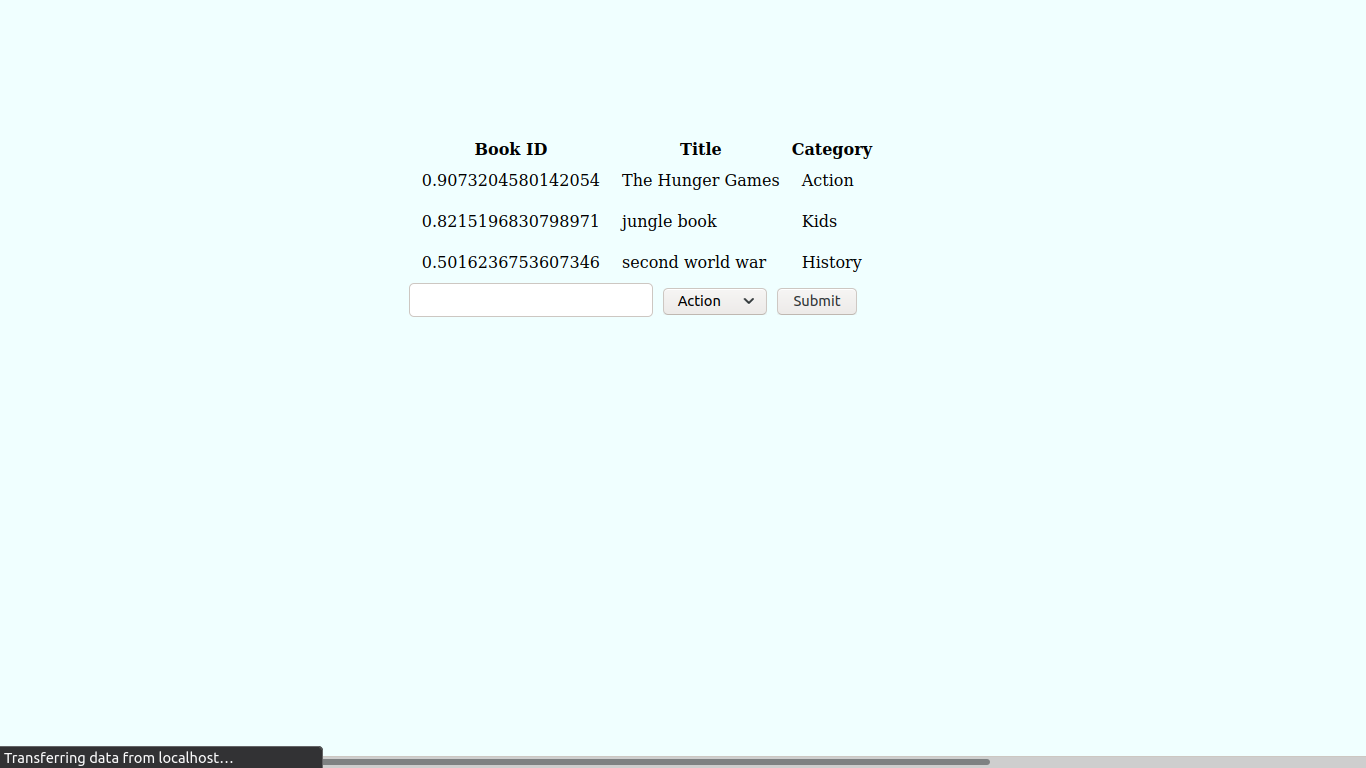 Book ID Title Category
0.9073204580142054 The Hunger Games Action
0.8215196830798971 jungle book Kids
0.5016236753607346 second world war History
Action Submit
Transferring data from localhost…